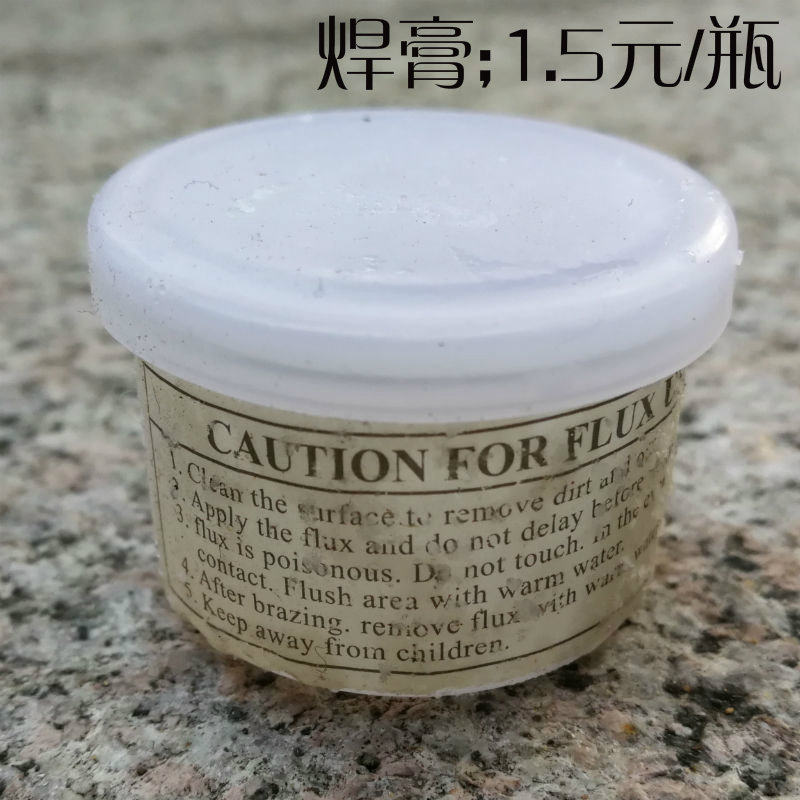 焊膏;1.5元/瓶
CAUTION FOR FLUX
1. Clean the surface to remove dirt and
2. Apply the flux and do not delay before
3. flux is poisonous. Do not touch. In the
contact. Flush area with warm water.
4. After brazing. remove flux with warm
5. Keep away from children.